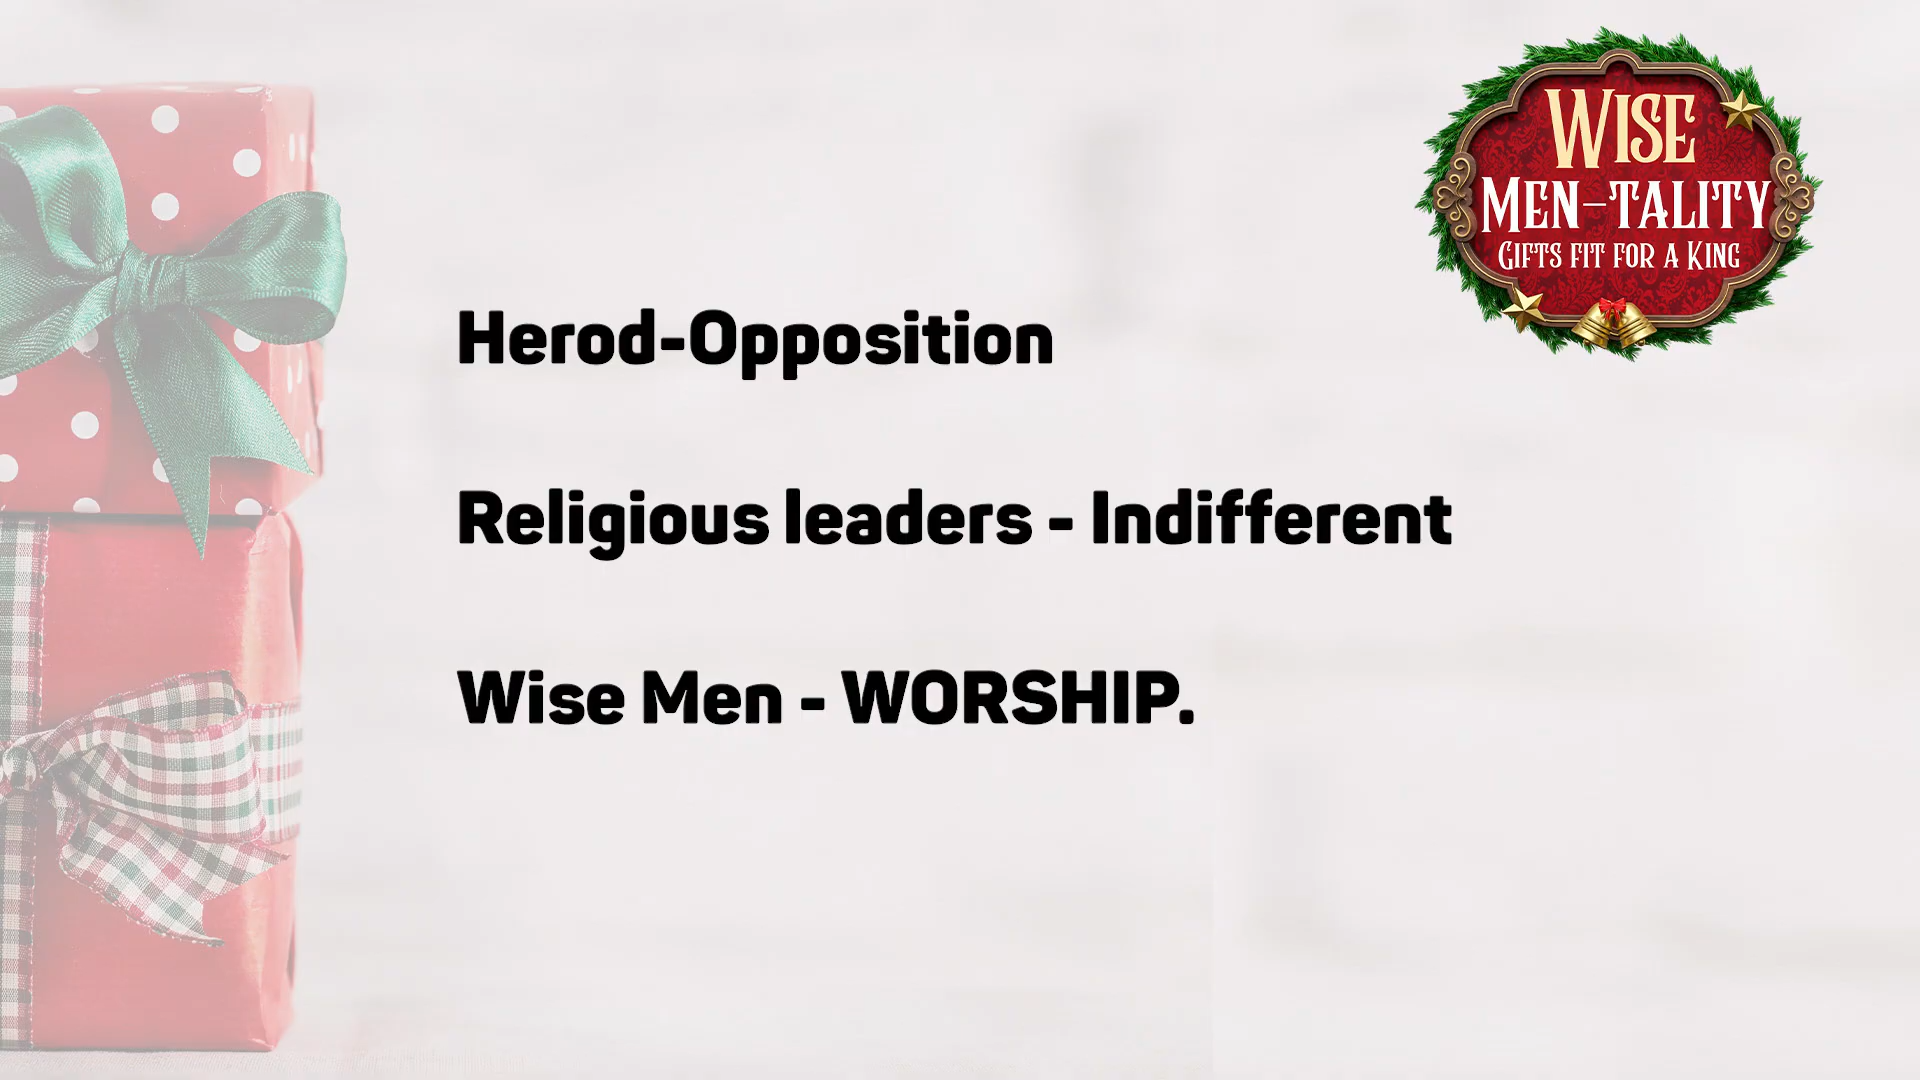 Wise
Men-tality
Gifts fit for a King
Herod-Opposition
Religious leaders - Indifferent
Wise Men - WORSHIP.